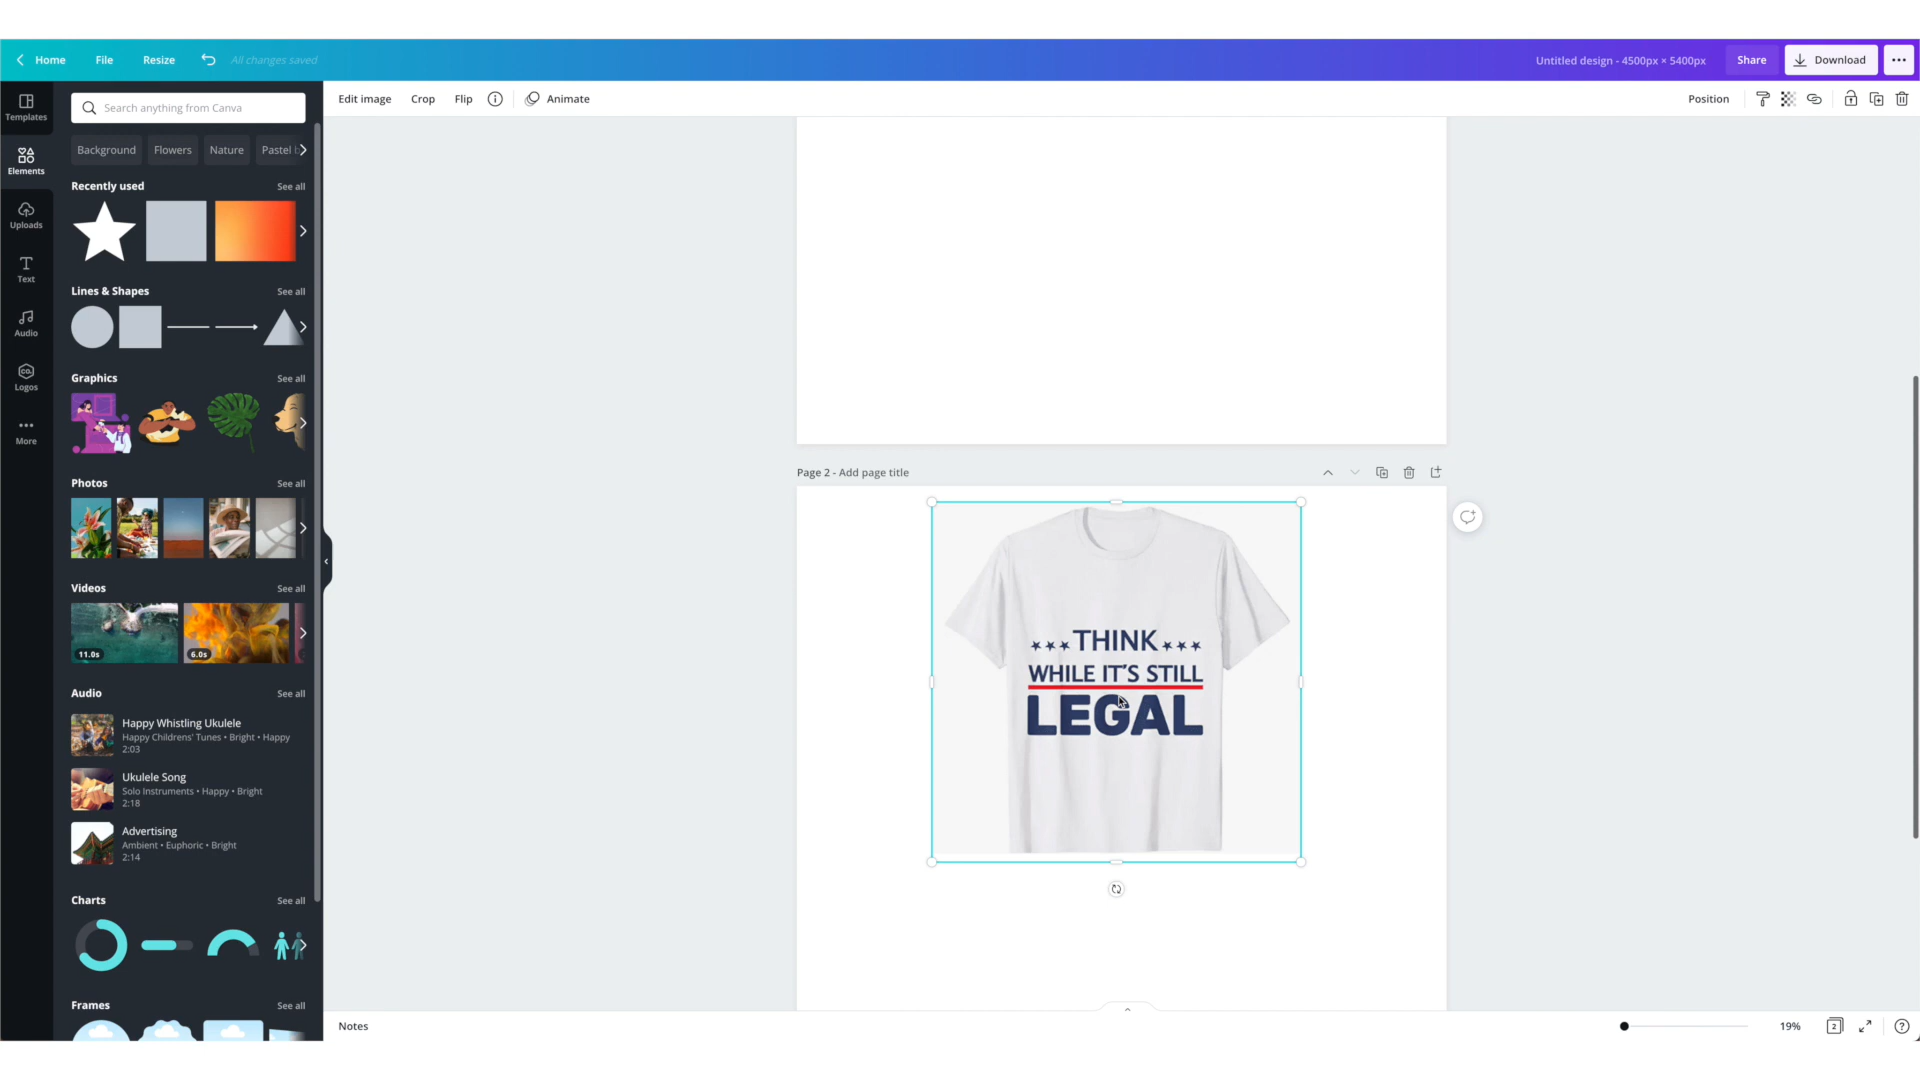 Home
File
Resize
All changes saved
Untitled design - 4500px × 5400px
Share
Download
Templates
Elements
Uploads
Text
Audio
Logos
CO.
More
Search anything from Canva
Background
Flowers
Nature
Pastel b
Recently used
See all
Lines & Shapes
See all
Graphics
See all
Photos
See all
Videos
See all
11.0s
6.0s
Audio
See all
Happy Whistling Ukulele
Happy Childrens' Tunes • Bright • Happy
2:03
Ukulele Song
Solo Instruments • Happy • Bright
2:18
Advertising
Ambient • Euphoric • Bright
2:14
Charts
See all
Frames
See all
Edit image
Crop
Flip
Animate
Position
Page 2 - Add page title
THINK
WHILE IT'S STILL
LEGAL
Notes
19%
2